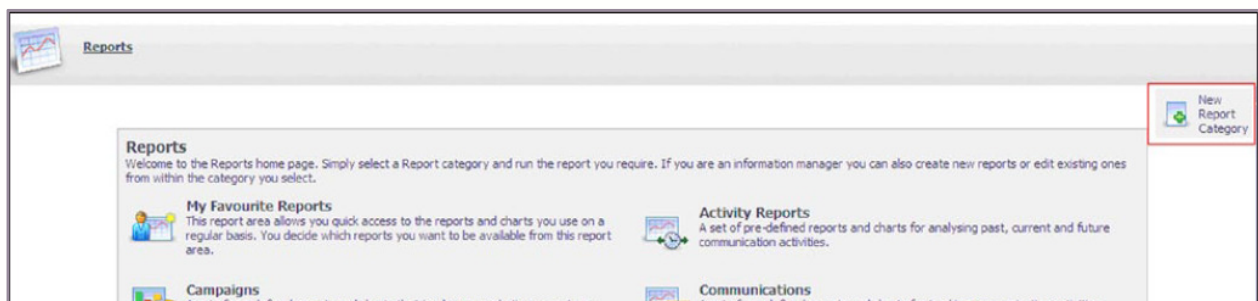 Reports
New
Report
Category
Reports
Welcome to the Reports home page. Simply select a Report category and run the report you require. If you are an information manager you can also create new reports or edit existing ones
from within the category you select.
My Favourite Reports
This report area allows you quick access to the reports and charts you use on a
regular basis. You decide which reports you want to be available from this report
area.
Activity Reports
A set of pre-defined reports and charts for analysing past, current and future
communication activities.
Campaigns
Communications